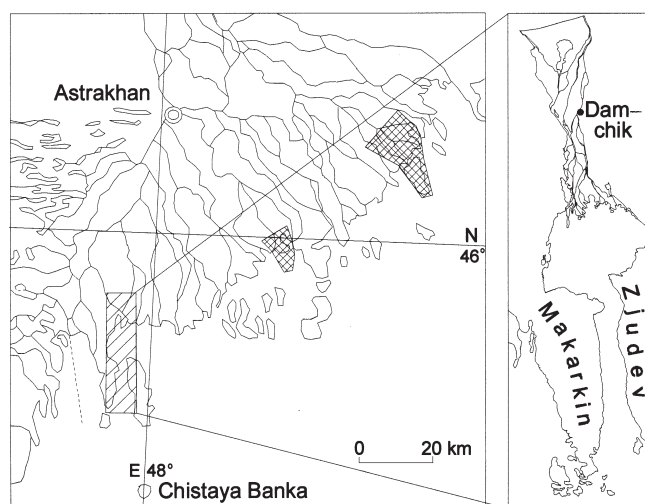 Astrakhan
N
46°
0 20 km
E 48°
Chistaya Banka
Dam-
chik
Makarkin
Zjudev